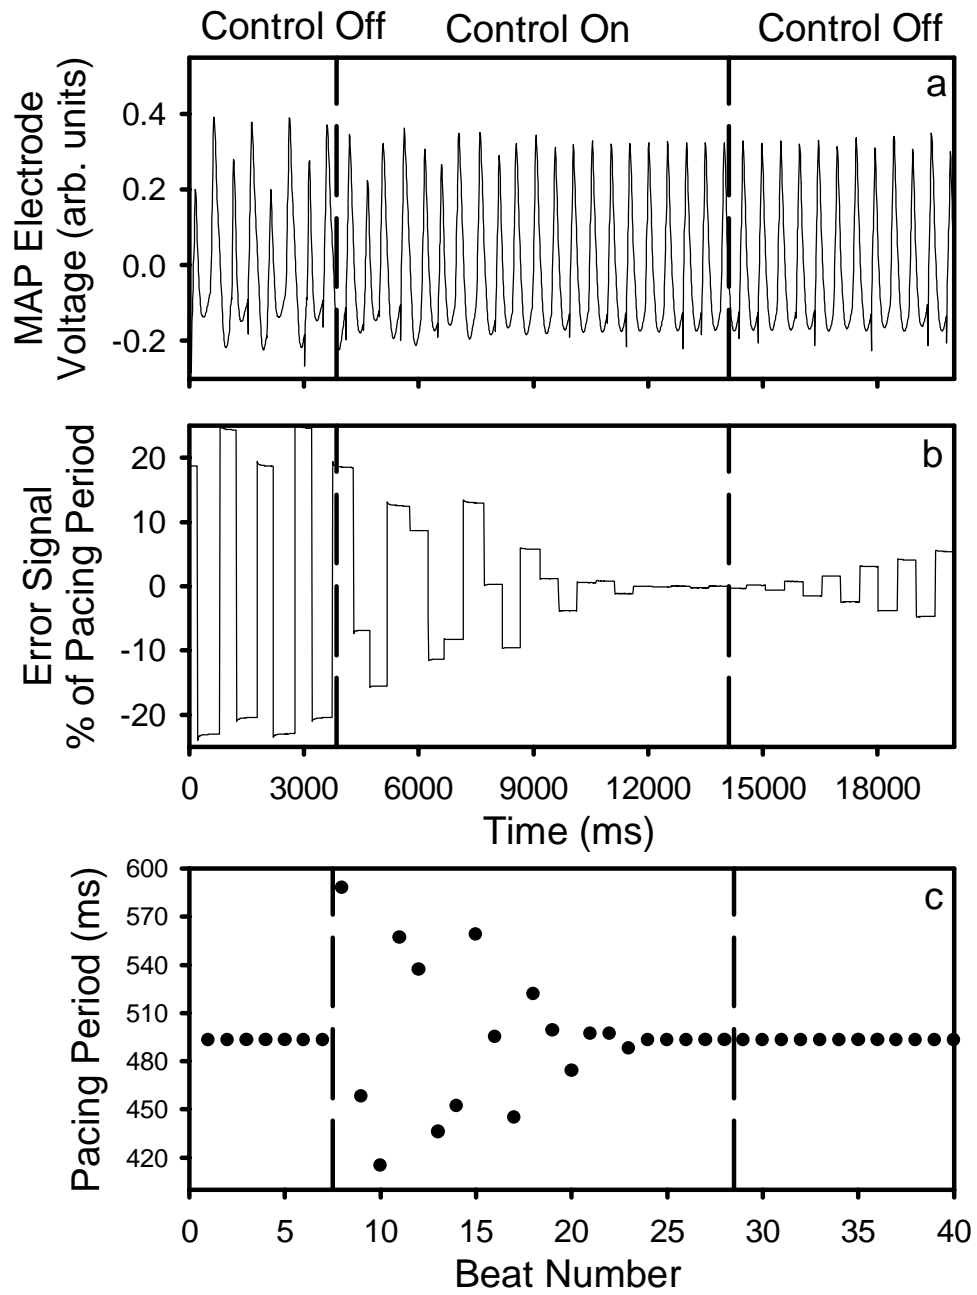 Control Off
Control On
Control Off
a
MAP Electrode
Voltage (arb. units)
0.4
0.2
0.0
-0.2
b
Error Signal
% of Pacing Period
20
10
0
-10
-20
0 3000 6000 9000 12000 15000 18000
Time (ms)
c
Pacing Period (ms)
600
570
540
510
480
450
420
0 5 10 15 20 25 30 35 40
Beat Number